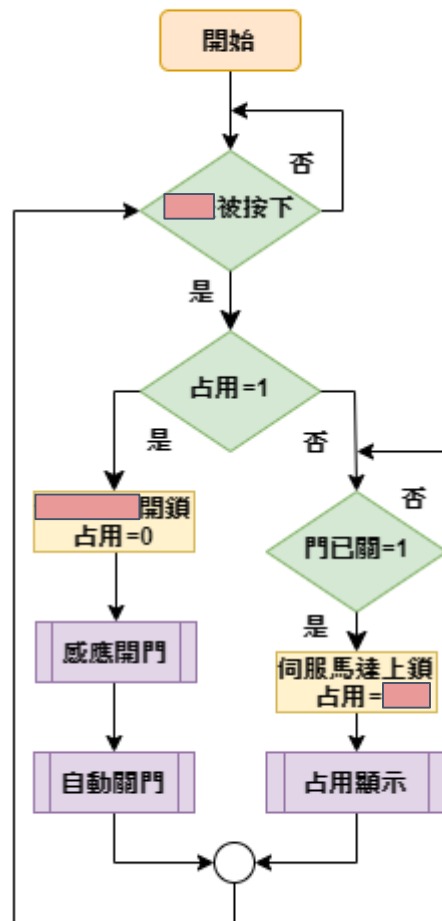 開始
否
被按下
是
占用=1
是
否
開鎖
占用=0
否
門已關=1
感應開門
是
伺服馬達上鎖
占用=
自動關門
占用顯示